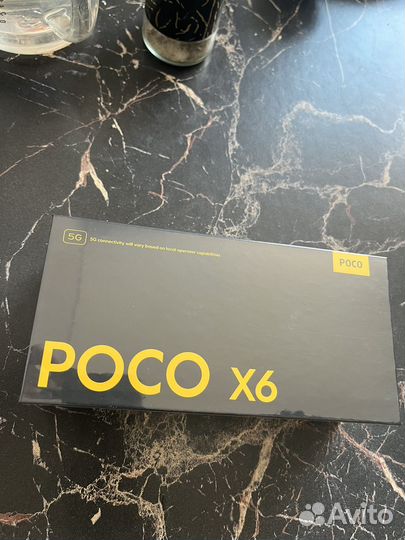 5G
5G connectivity will vary based on local operator capabilities
POCO
POCO X6
Avito